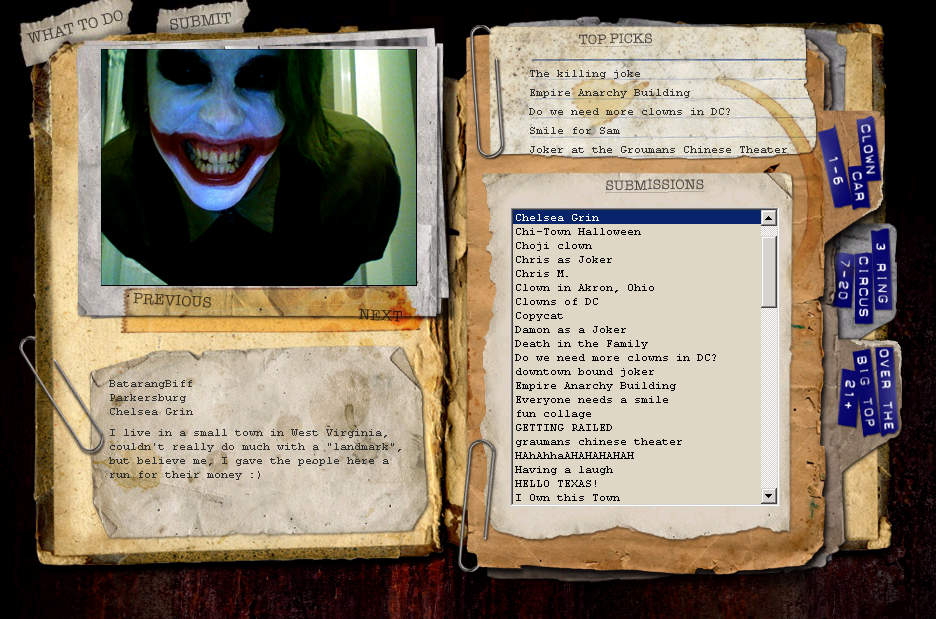 WHAT TO DO
SUBMIT
PREVIOUS
NEXT
BatarangBiff
Parkersburg
Chelsea Grin
I live in a small town in West Virginia,
couldn't really do much with a "landmark",
but believe me, I gave the people here a
run for their money :)
TOP PICKS
The killing joke
Empire Anarchy Building
Do we need more clowns in DC?
Smile for Sam
Joker at the Groumans Chinese Theater
SUBMISSIONS
Chelsea Grin
Chi-Town Halloween
Choji clown
Chris as Joker
Chris M.
Clown in Akron, Ohio
Clowns of DC
Copycat
Damon as a Joker
Death in the Family
Do we need more clowns in DC?
downtown bound joker
Empire Anarchy Building
Everyone needs a smile
fun collage
GETTING RAILED
graumans chinese theater
HAhAhhaAHAHAHAHAH
Having a laugh
HELLO TEXAS!
I Own this Town
CLOWN
CAR
1-6
3 RING
CIRCUS
7-20
OVER THE
BIG TOP
21+